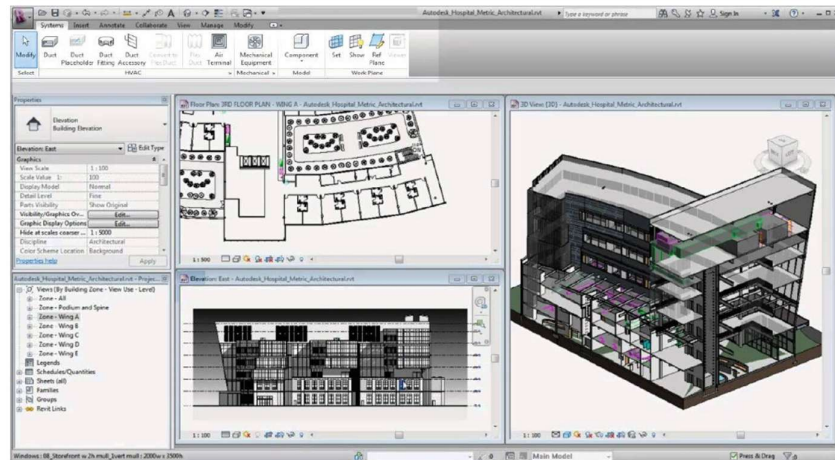 Autodesk_Hospital_Metric_Architectural.rvt
Type a keyword or phrase
Sign In
Systems Insert Annotate Collaborate View Manage Modify
Modify
Duct
Duct Placeholder
Duct Fitting
Duct Accessory
Convert to Flex Duct
Flex Duct
Air Terminal
Mechanical Equipment
Component
Set
Show
Ref Plane
Viewer
Select
HVAC
Mechanical
Model
Work Plane
Properties
Elevation
Building Elevation
Elevation: East
Edit Type
Graphics
View Scale 1 : 100
Scale Value 1: 100
Display Model Normal
Detail Level Fine
Parts Visibility Show Original
Visibility/Graphics Ov... Edit...
Graphic Display Options Edit...
Hide at scales coarser ... 1 : 5000
Discipline Architectural
Color Scheme Location Background
Properties help
Apply
Autodesk_Hospital_Metric_Architectural.rvt - Projec...
Views (By Building Zone - View Use - Level)
Zone - All
Zone - Podium and Spine
Zone - Wing A
Zone - Wing B
Zone - Wing C
Zone - Wing D
Zone - Wing E
Legends
Schedules/Quantities
Sheets (all)
Families
Groups
Revit Links
Floor Plan: 3RD FLOOR PLAN - WING A - Autodesk_Hospital_Metric_Architectural.rvt
1 : 500
Elevation: East - Autodesk_Hospital_Metric_Architectural.rvt
1 : 100
3D View: {3D} - Autodesk_Hospital_Metric_Architectural.rvt
1 : 100
Windows : 08_Storefront w 2h mull_1vert mull : 2000w x 3500h
Main Model
Press & Drag